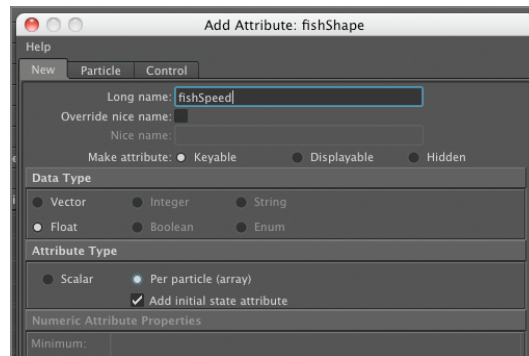 Add Attribute: fishShape
Help
New Particle Control
Long name: fishSpeed
Override nice name:
Nice name:
Make attribute: Keyable Displayable Hidden
Data Type
Vector Integer String
Float Boolean Enum
Attribute Type
Scalar Per particle (array)
Add initial state attribute
Numeric Attribute Properties
Minimum: